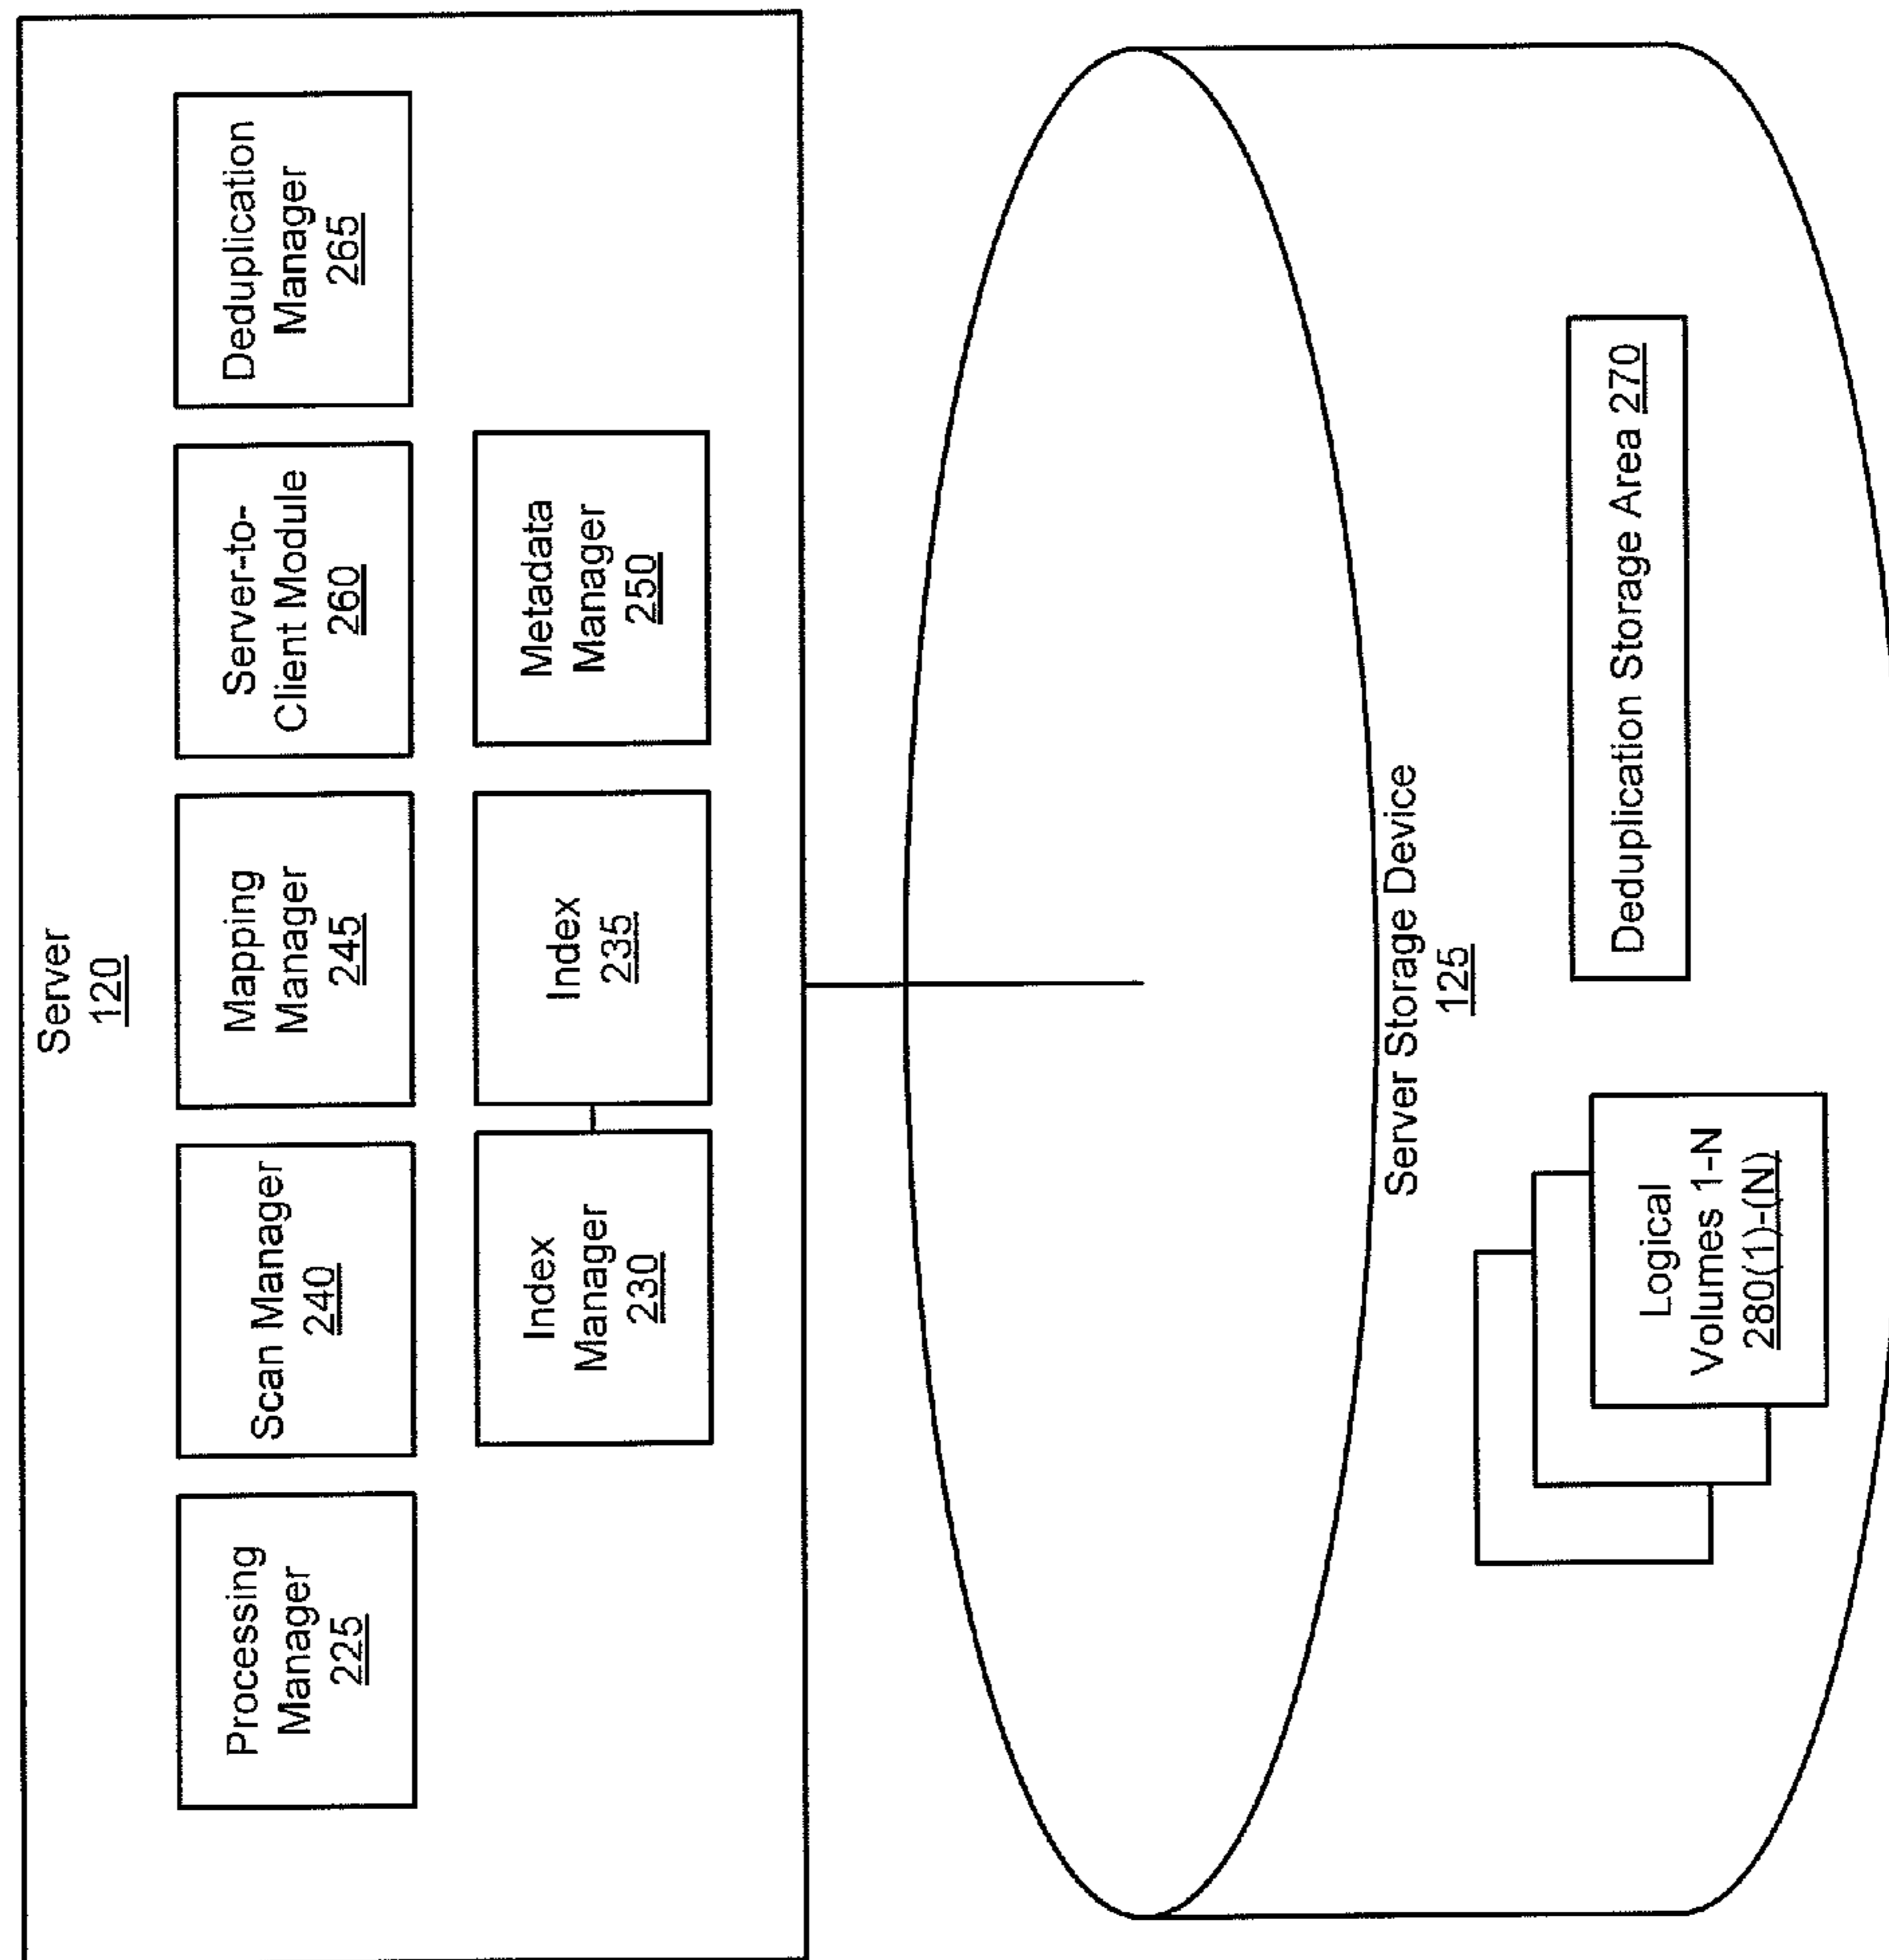 Server
120
Processing
Manager
225
Scan Manager
240
Mapping
Manager
245
Server-to-
Client Module
260
Deduplication
Manager
265
Index
Manager
230
Index
235
Metadata
Manager
250
Server Storage Device
125
Logical
Volumes 1-N
280(1)-(N)
Deduplication Storage Area 270